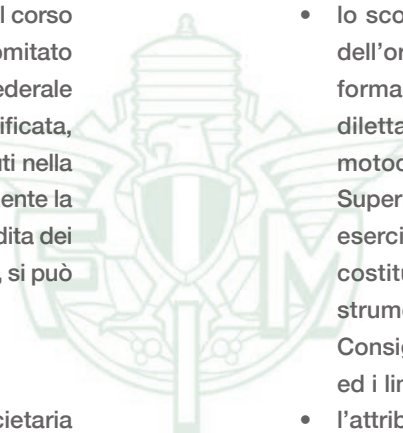 l corso
omitato
ederale
ificata,
ti nella
ente la
dita dei
, si può
cietaria
• lo sco
dell'or
forma
diletta
motoc
Super
eserci
costitu
strume
Consig
ed i lin
• l'attrib
F M